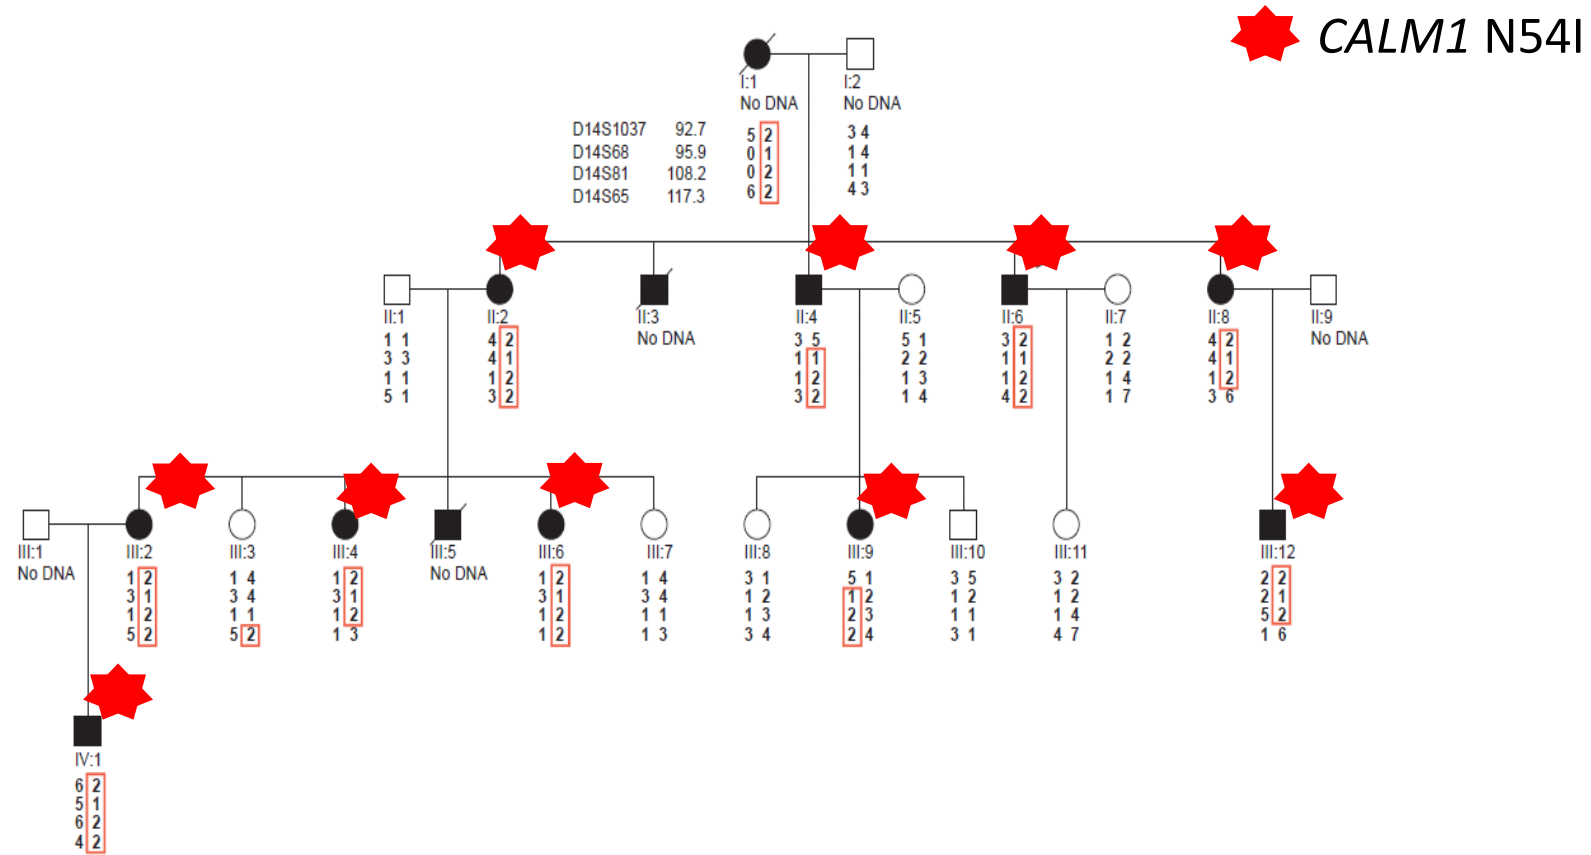 CALM1 N54I
I:1 I:2
No DNA No DNA
D14S1037 92.7 5 2 3 4
D14S68 95.9 0 1 1 4
D14S81 108.2 0 2 1 1
D14S65 117.3 6 2 4 3
II:1 II:2 II:3 II:4 II:5 II:6 II:7 II:8 II:9
1 1 4 2 No DNA 3 5 5 1 3 2 1 2 4 2 No DNA
3 3 4 1 1 1 2 2 1 1 2 2 4 1
1 1 1 2 1 2 1 3 1 2 1 4 1 2
5 1 3 2 3 2 1 4 4 2 1 7 3 6
III:1 III:2 III:3 III:4 III:5 III:6 III:7 III:8 III:9 III:10 III:11 III:12
No DNA 1 2 1 4 1 2 No DNA 1 2 1 4 3 1 5 1 3 5 3 2 2 2
3 1 3 4 3 1 3 1 3 4 1 2 1 2 1 2 1 2 2 1
1 2 1 1 1 2 1 2 1 1 1 3 2 3 1 1 1 4 5 2
5 2 5 2 1 3 1 2 1 3 3 4 2 4 3 1 4 7 1 6
IV:1
6 2
5 1
6 2
4 2